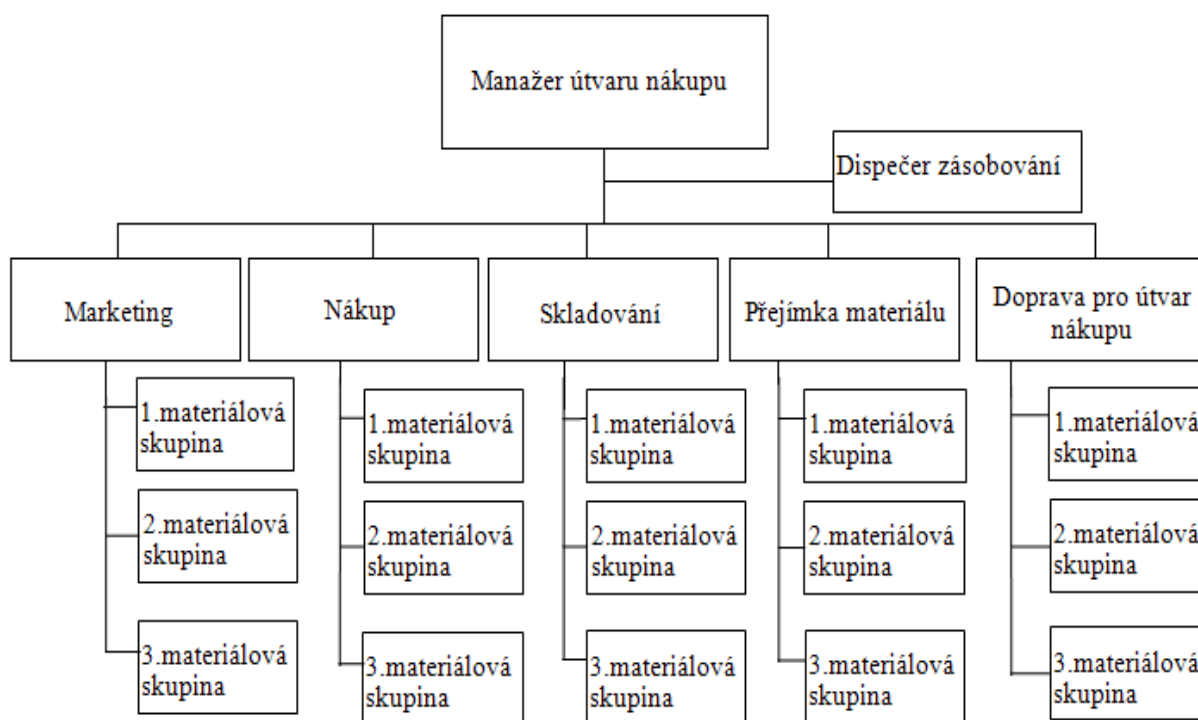 Manažer útvaru nákupu
Dispečer zásobování
Marketing
Nákup
Skladování
Přejímka materiálu
Doprava pro útvar
nákupu
1.materiálová
skupina
2.materiálová
skupina
3.materiálová
skupina
1.materiálová
skupina
2.materiálová
skupina
3.materiálová
skupina
1.materiálová
skupina
2.materiálová
skupina
3.materiálová
skupina
1.materiálová
skupina
2.materiálová
skupina
3.materiálová
skupina
1.materiálová
skupina
2.materiálová
skupina
3.materiálová
skupina